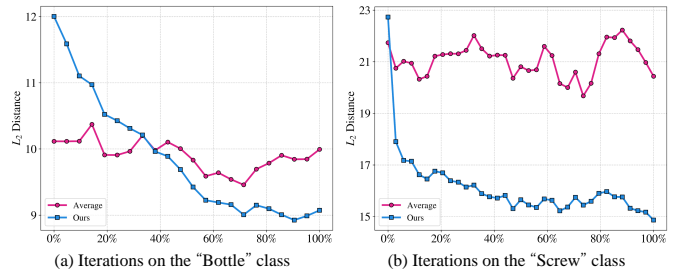 12
11
10
9
L2 Distance
Average
Ours
0%
20%
40%
60%
80%
100%
(a) Iterations on the “Bottle” class
23
21
19
17
15
L2 Distance
Average
Ours
0%
20%
40%
60%
80%
100%
(b) Iterations on the “Screw” class